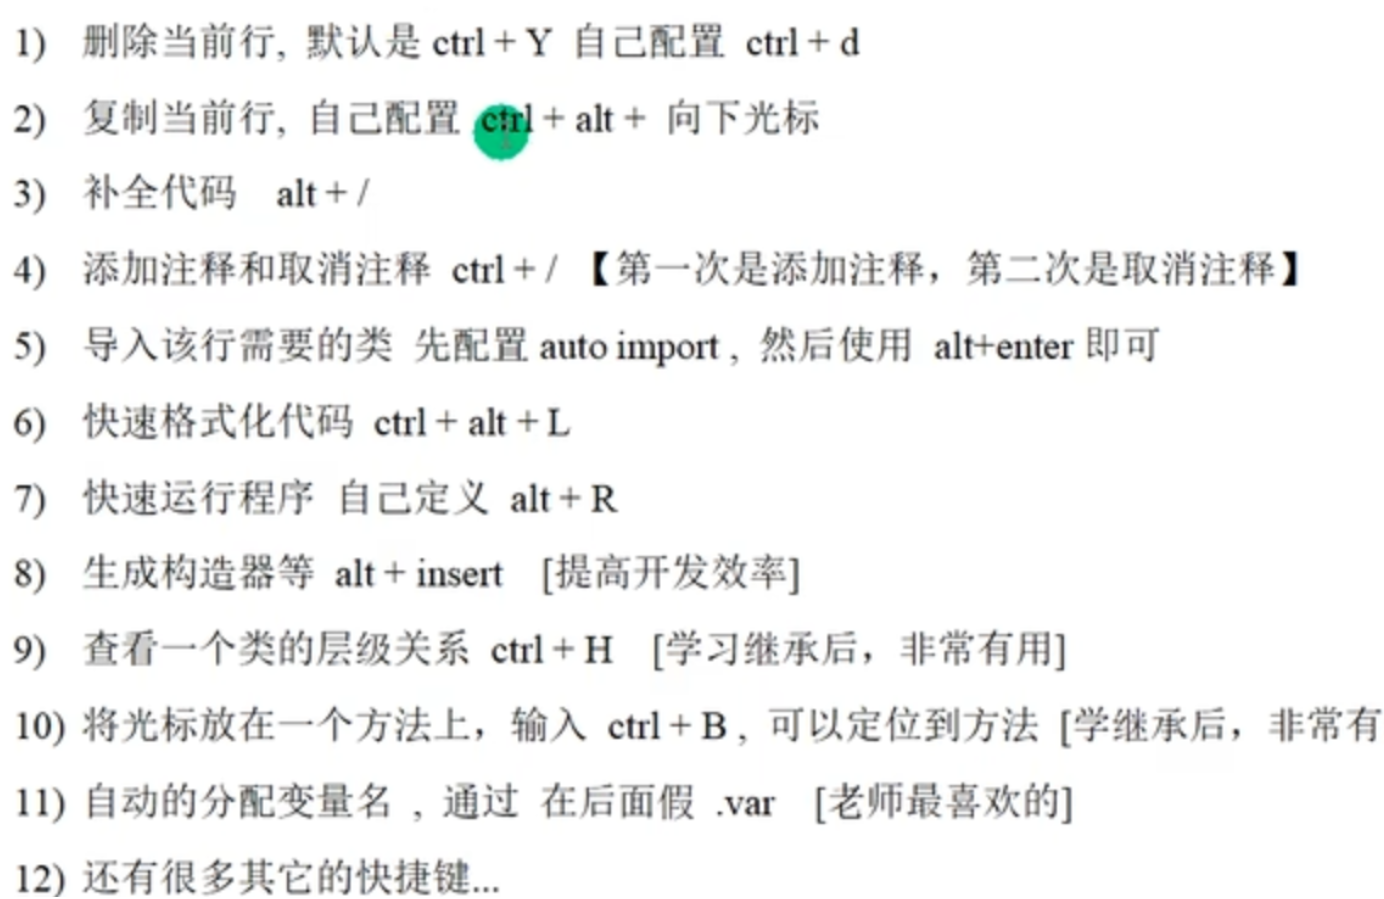 1) 删除当前行, 默认是 ctrl + Y 自己配置 ctrl + d
2) 复制当前行, 自己配置 ctrl + alt + 向下光标
3) 补全代码 alt + /
4) 添加注释和取消注释 ctrl + / 【第一次是添加注释，第二次是取消注释】
5) 导入该行需要的类 先配置 auto import , 然后使用 alt+enter 即可
6) 快速格式化代码 ctrl + alt + L
7) 快速运行程序 自己定义 alt + R
8) 生成构造器等 alt + insert [提高开发效率]
9) 查看一个类的层级关系 ctrl + H [学习继承后，非常有用]
10) 将光标放在一个方法上，输入 ctrl + B , 可以定位到方法 [学继承后，非常有
11) 自动的分配变量名 , 通过 在后面假 .var [老师最喜欢的]
12) 还有很多其它的快捷键...